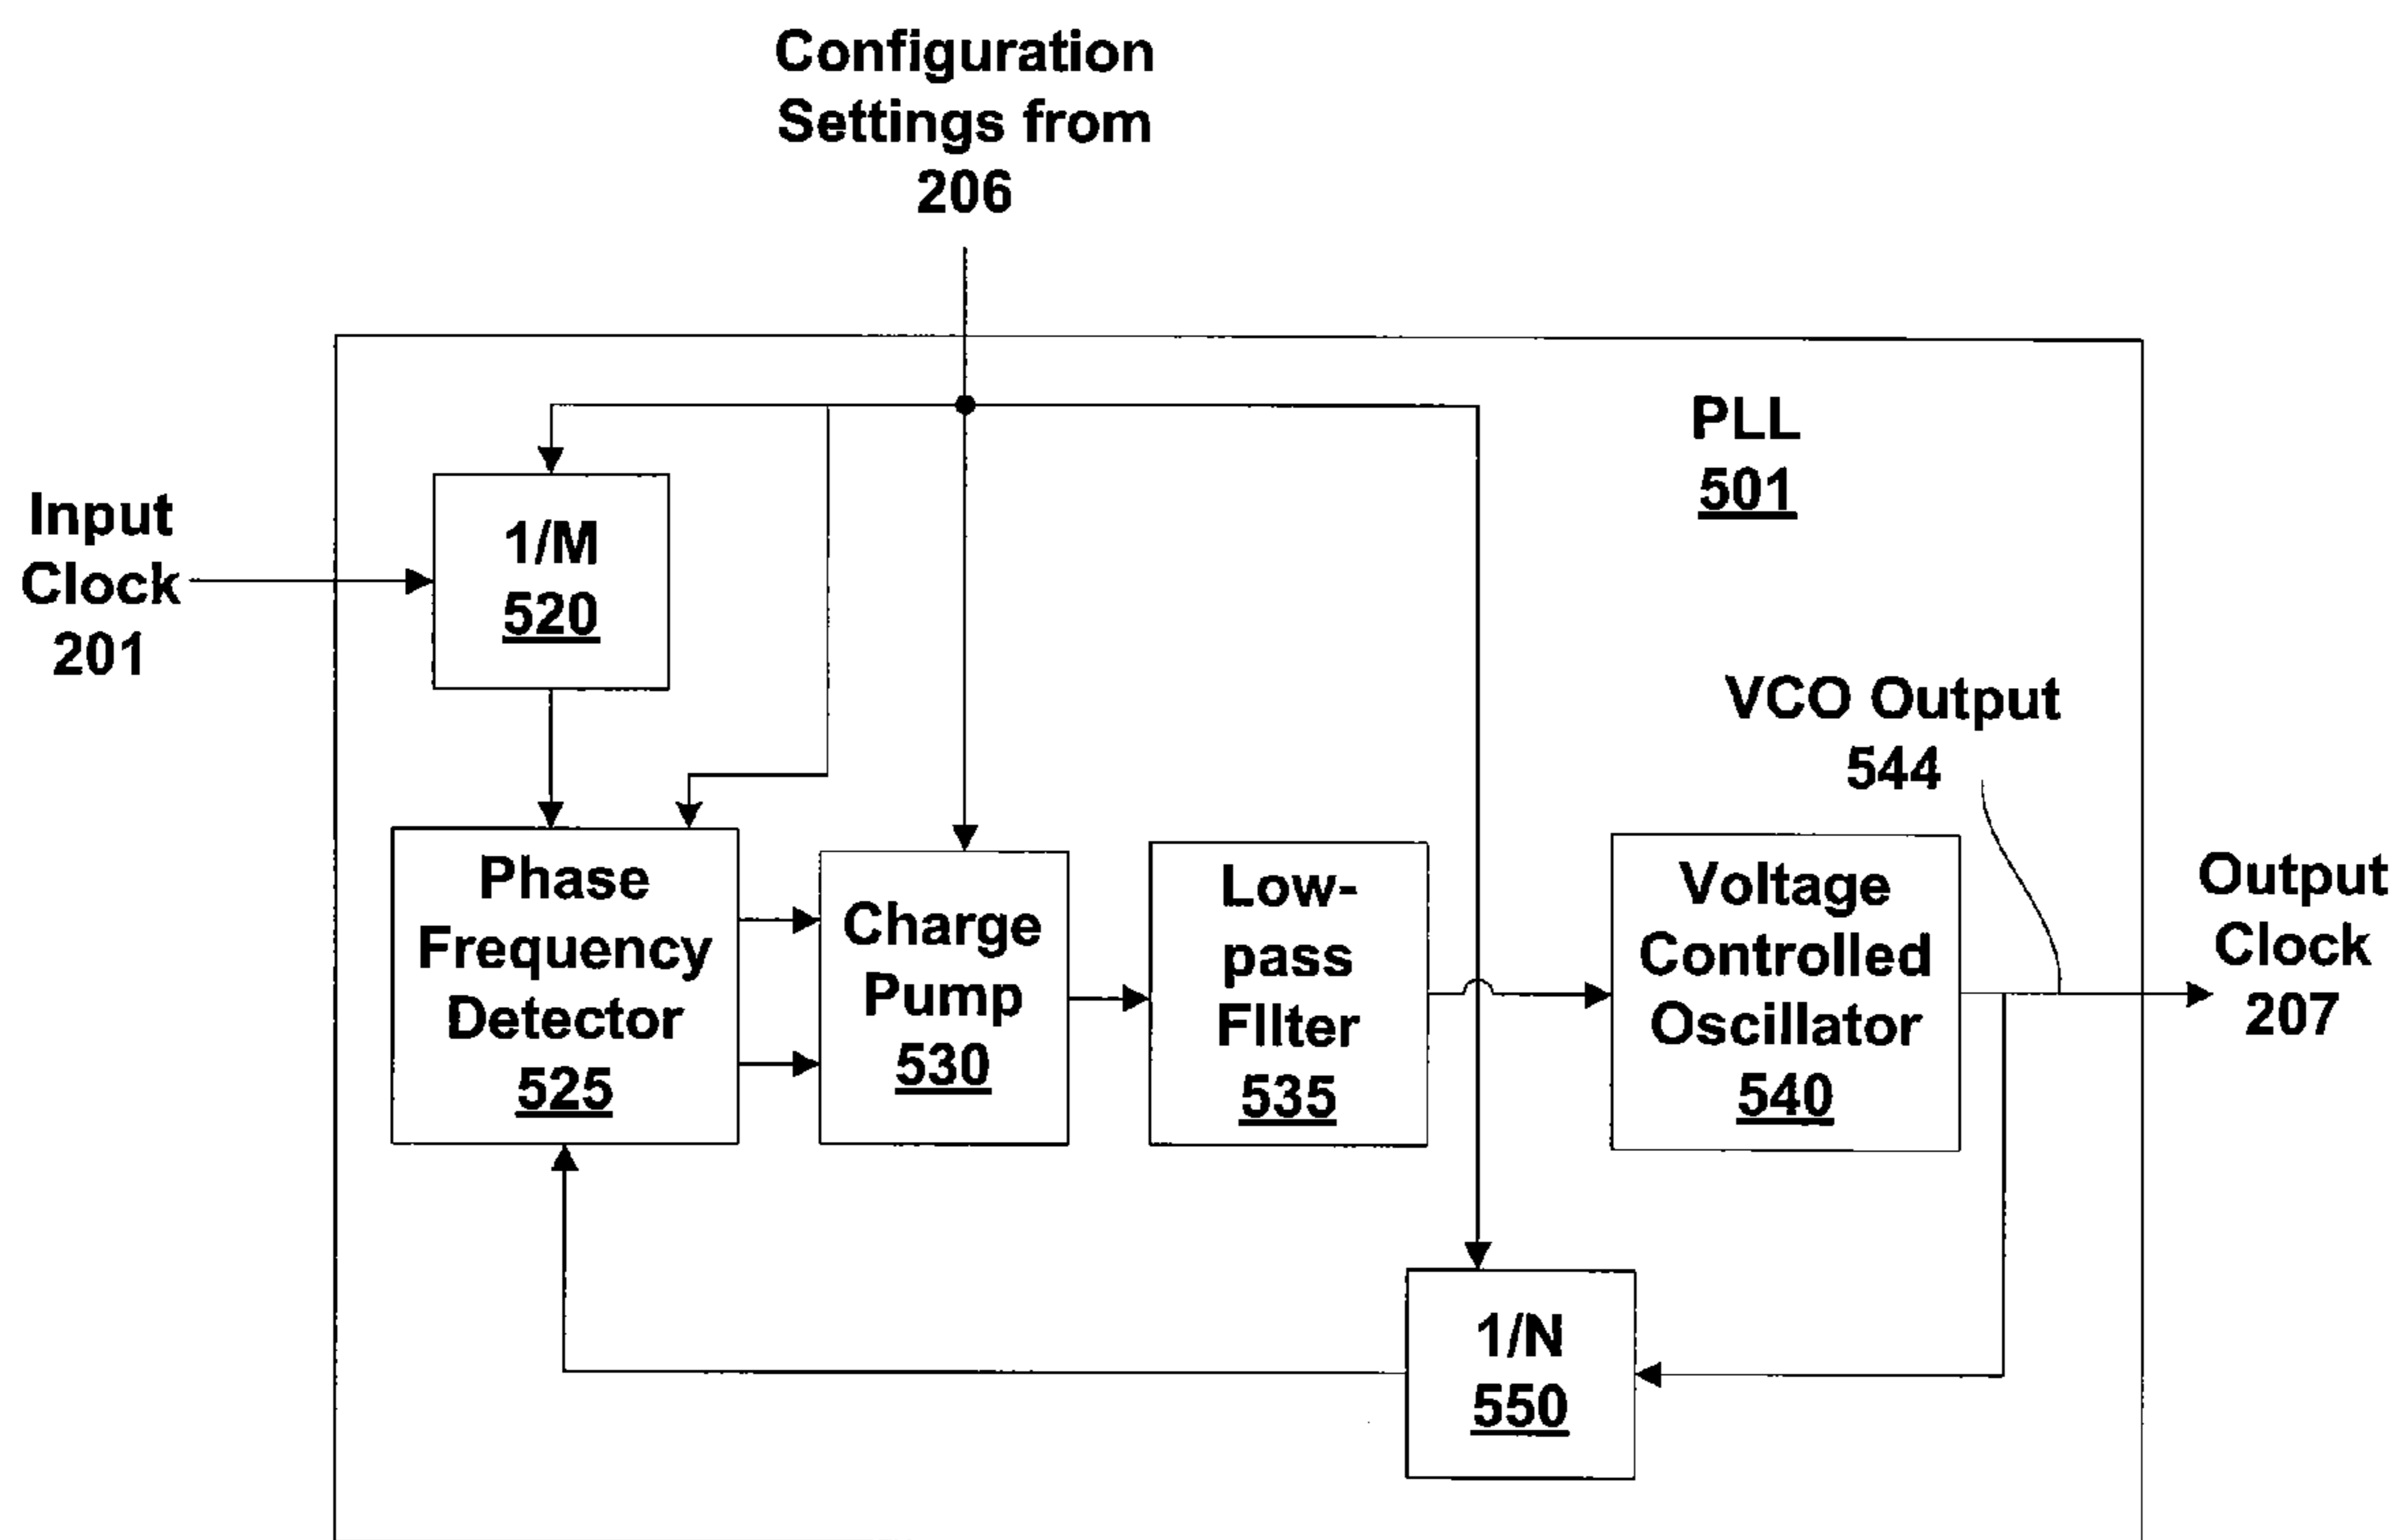 Configuration
Settings from
206
PLL
501
Input
Clock
201
1/M
520
VCO Output
544
Phase
Frequency
Detector
525
Charge
Pump
530
Low-
pass
FIlter
535
Voltage
Controlled
Oscillator
540
Output
Clock
207
1/N
550